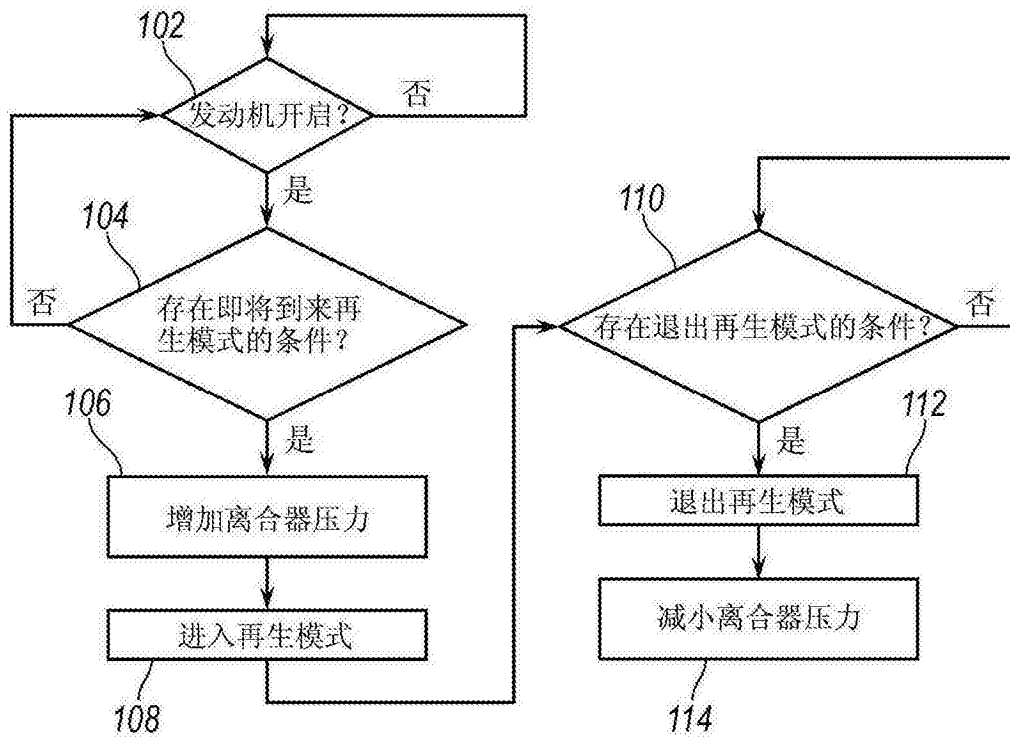 102
发动机开启？
否
是
104
否
存在即将到来再
生模式的条件？
是
106
增加离合器压力
进入再生模式
108
110
存在退出再生模式的条件？
否
是
112
退出再生模式
减小离合器压力
114